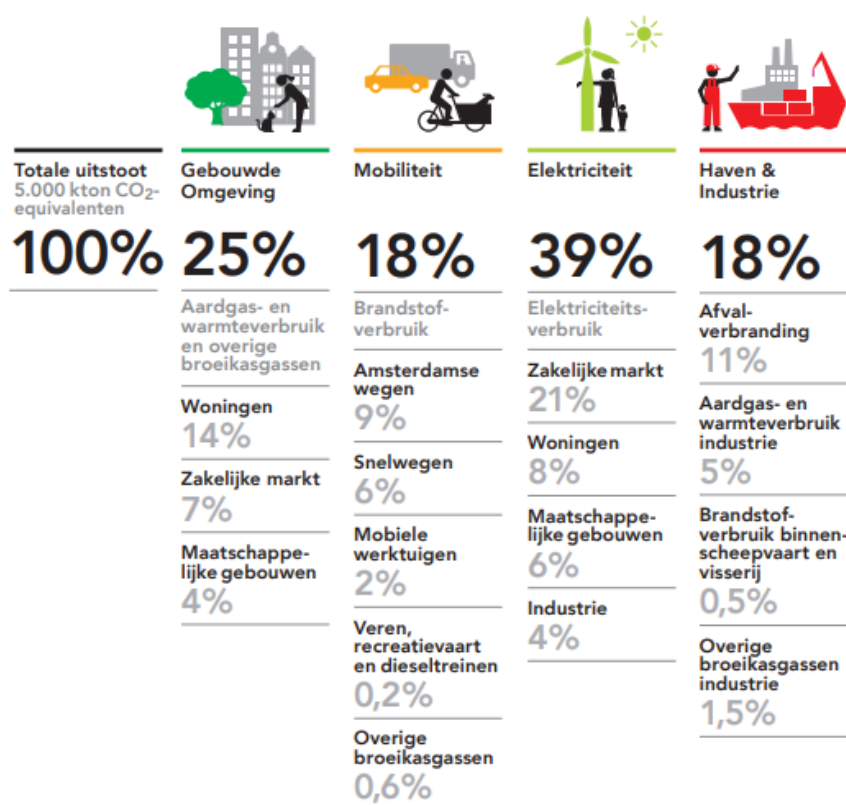 Totale uitstoot
5.000 kton CO₂-
equivalenten
100%
Gebouwde
Omgeving
25%
Aardgas- en
warmteverbruik
en overige
broeikasgassen
Woningen
14%
Zakelijke markt
7%
Maatschappe-
lijke gebouwen
4%
Mobiliteit
18%
Brandstof-
verbruik
Amsterdamse
wegen
9%
Snelwegen
6%
Mobiele
werktuigen
2%
Veren,
recreatievaart
en dieseltreinen
0,2%
Overige
broeikasgassen
0,6%
Elektriciteit
39%
Elektriciteits-
verbruik
Zakelijke markt
21%
Woningen
8%
Maatschappe-
lijke gebouwen
6%
Industrie
4%
Haven &
Industrie
18%
Afval-
verbranding
11%
Aardgas- en
warmteverbruik
industrie
5%
Brandstof-
verbruik binnen-
scheepvaart en
visserij
0,5%
Overige
broeikasgassen
industrie
1,5%